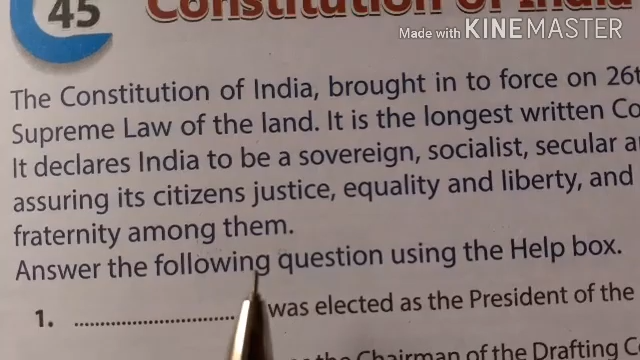 45
Constitution of India
Made with KINEMASTER
The Constitution of India, brought in to force on 26t
Supreme Law of the land. It is the longest written Co
It declares India to be a sovereign, socialist, secular a
assuring its citizens justice, equality and liberty, and
fraternity among them.
Answer the following question using the Help box.
1. ............................ was elected as the President of the
the Chairman of the Drafting C